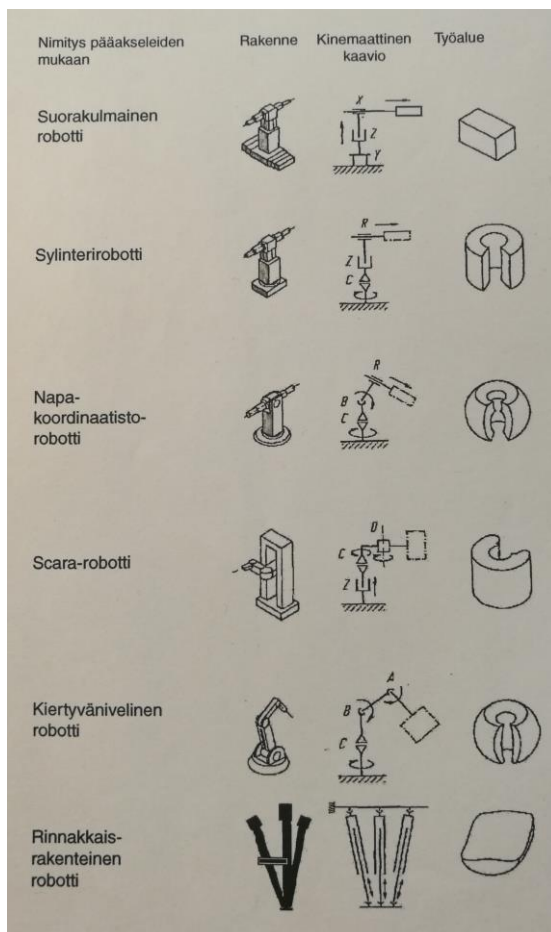 Nimitys pääakseleiden
mukaan
Rakenne
Kinemaattinen
kaavio
Työalue
Suorakulmainen
robotti
X
Z
Y
Sylinterirobotti
R
Z
C
Napa-
koordinaatisto-
robotti
R
B
C
Scara-robotti
D
C
Z
Kiertyvänivelinen
robotti
A
B
C
Rinnakkais-
rakenteinen
robotti